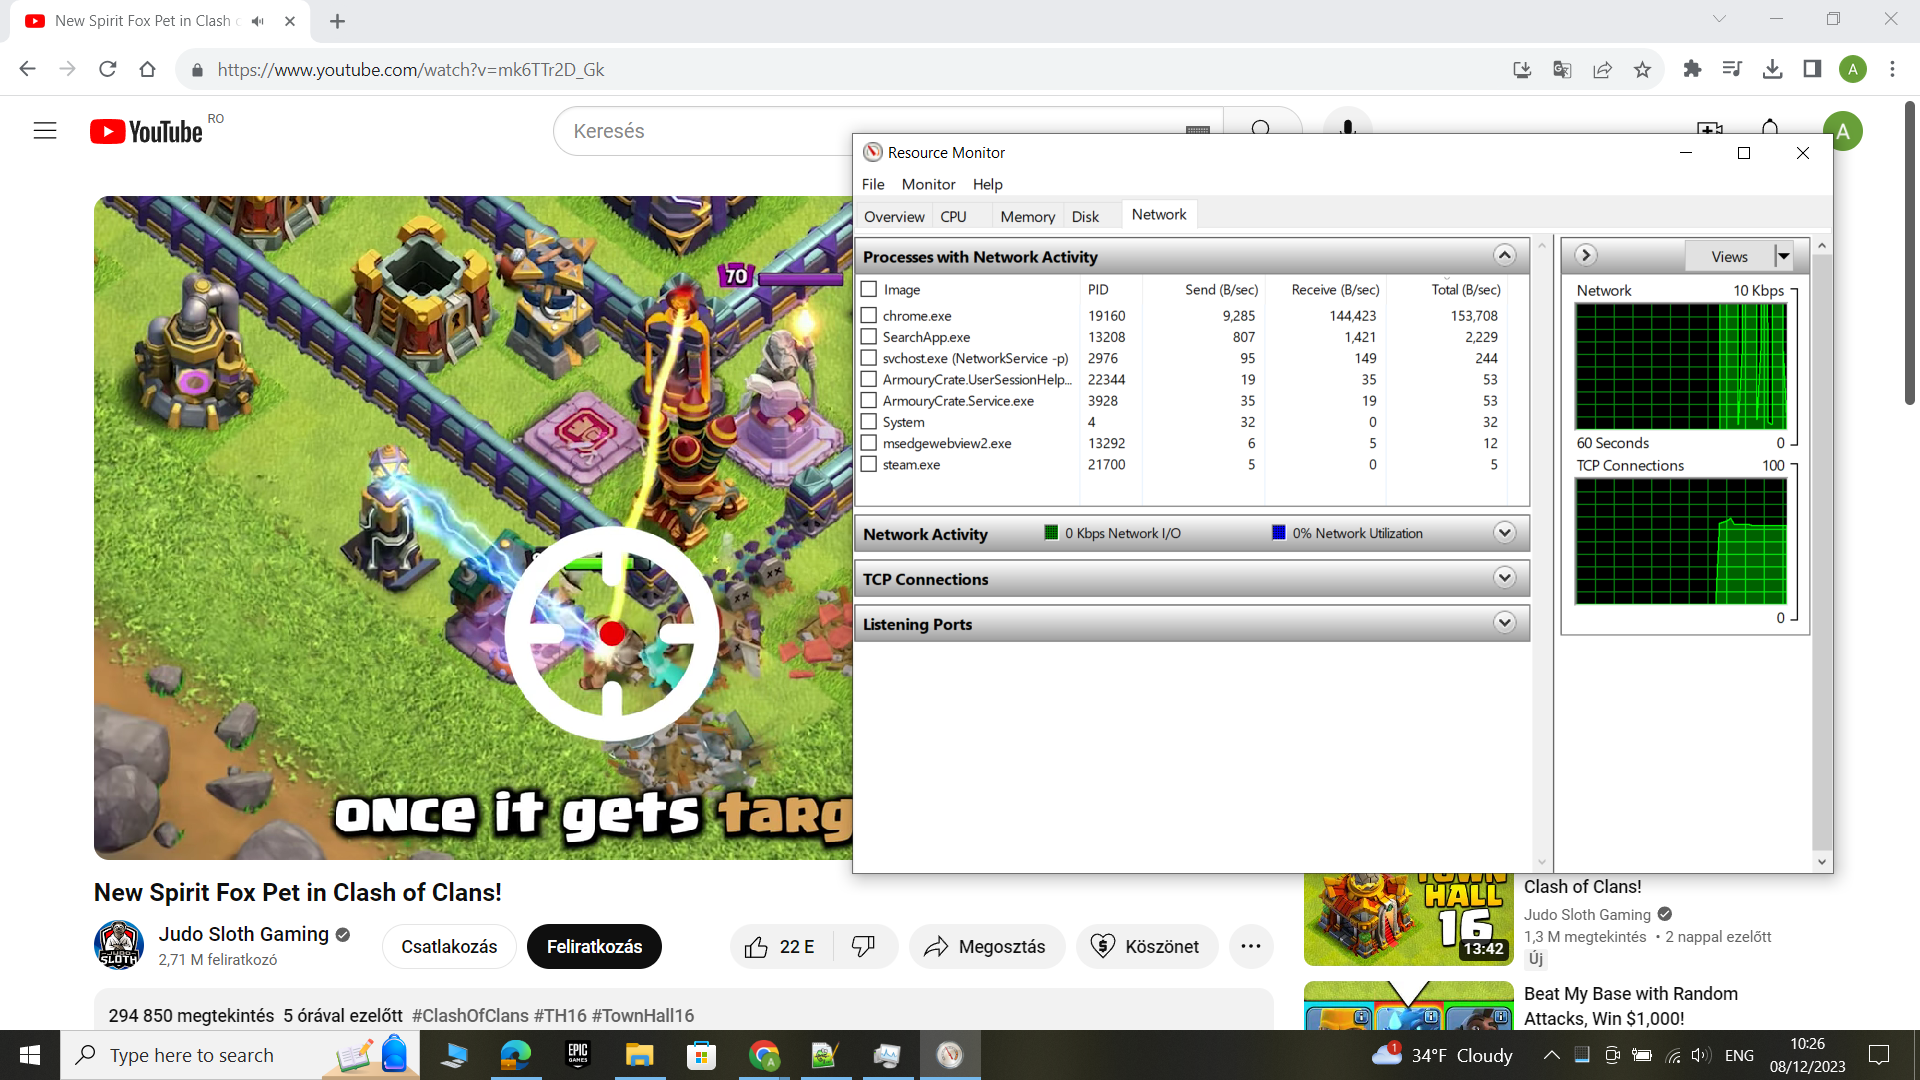 New Spirit Fox Pet in Clash
https://www.youtube.com/watch?v=mk6TTr2D_Gk
A
YouTube RO
Keresés
A
70
ONCE it gets targ
Resource Monitor
File Monitor Help
Overview CPU Memory Disk Network
Processes with Network Activity
Image PID Send (B/sec) Receive (B/sec) Total (B/sec)
chrome.exe 19160 9,285 144,423 153,708
SearchApp.exe 13208 807 1,421 2,229
svchost.exe (NetworkService -p) 2976 95 149 244
ArmouryCrate.UserSessionHelp... 22344 19 35 53
ArmouryCrate.Service.exe 3928 35 19 53
System 4 32 0 32
msedgewebview2.exe 13292 6 5 12
steam.exe 21700 5 0 5
Network Activity 0 Kbps Network I/O 0% Network Utilization
TCP Connections
Listening Ports
Views
Network 10 Kbps
60 Seconds 0
TCP Connections 100
0
New Spirit Fox Pet in Clash of Clans!
Judo Sloth Gaming
2,71 M feliratkozó
Csatlakozás
Feliratkozás
22 E
Megosztás
Köszönet
294 850 megtekintés 5 órával ezelőtt #ClashOfClans #TH16 #TownHall16
TOWN
HALL
16
13:42
Clash of Clans!
Judo Sloth Gaming
1,3 M megtekintés • 2 nappal ezelőtt
Új
Beat My Base with Random
Attacks, Win $1,000!
Type here to search
EPIC
GAMES
A
1
34°F Cloudy
ENG
10:26
08/12/2023